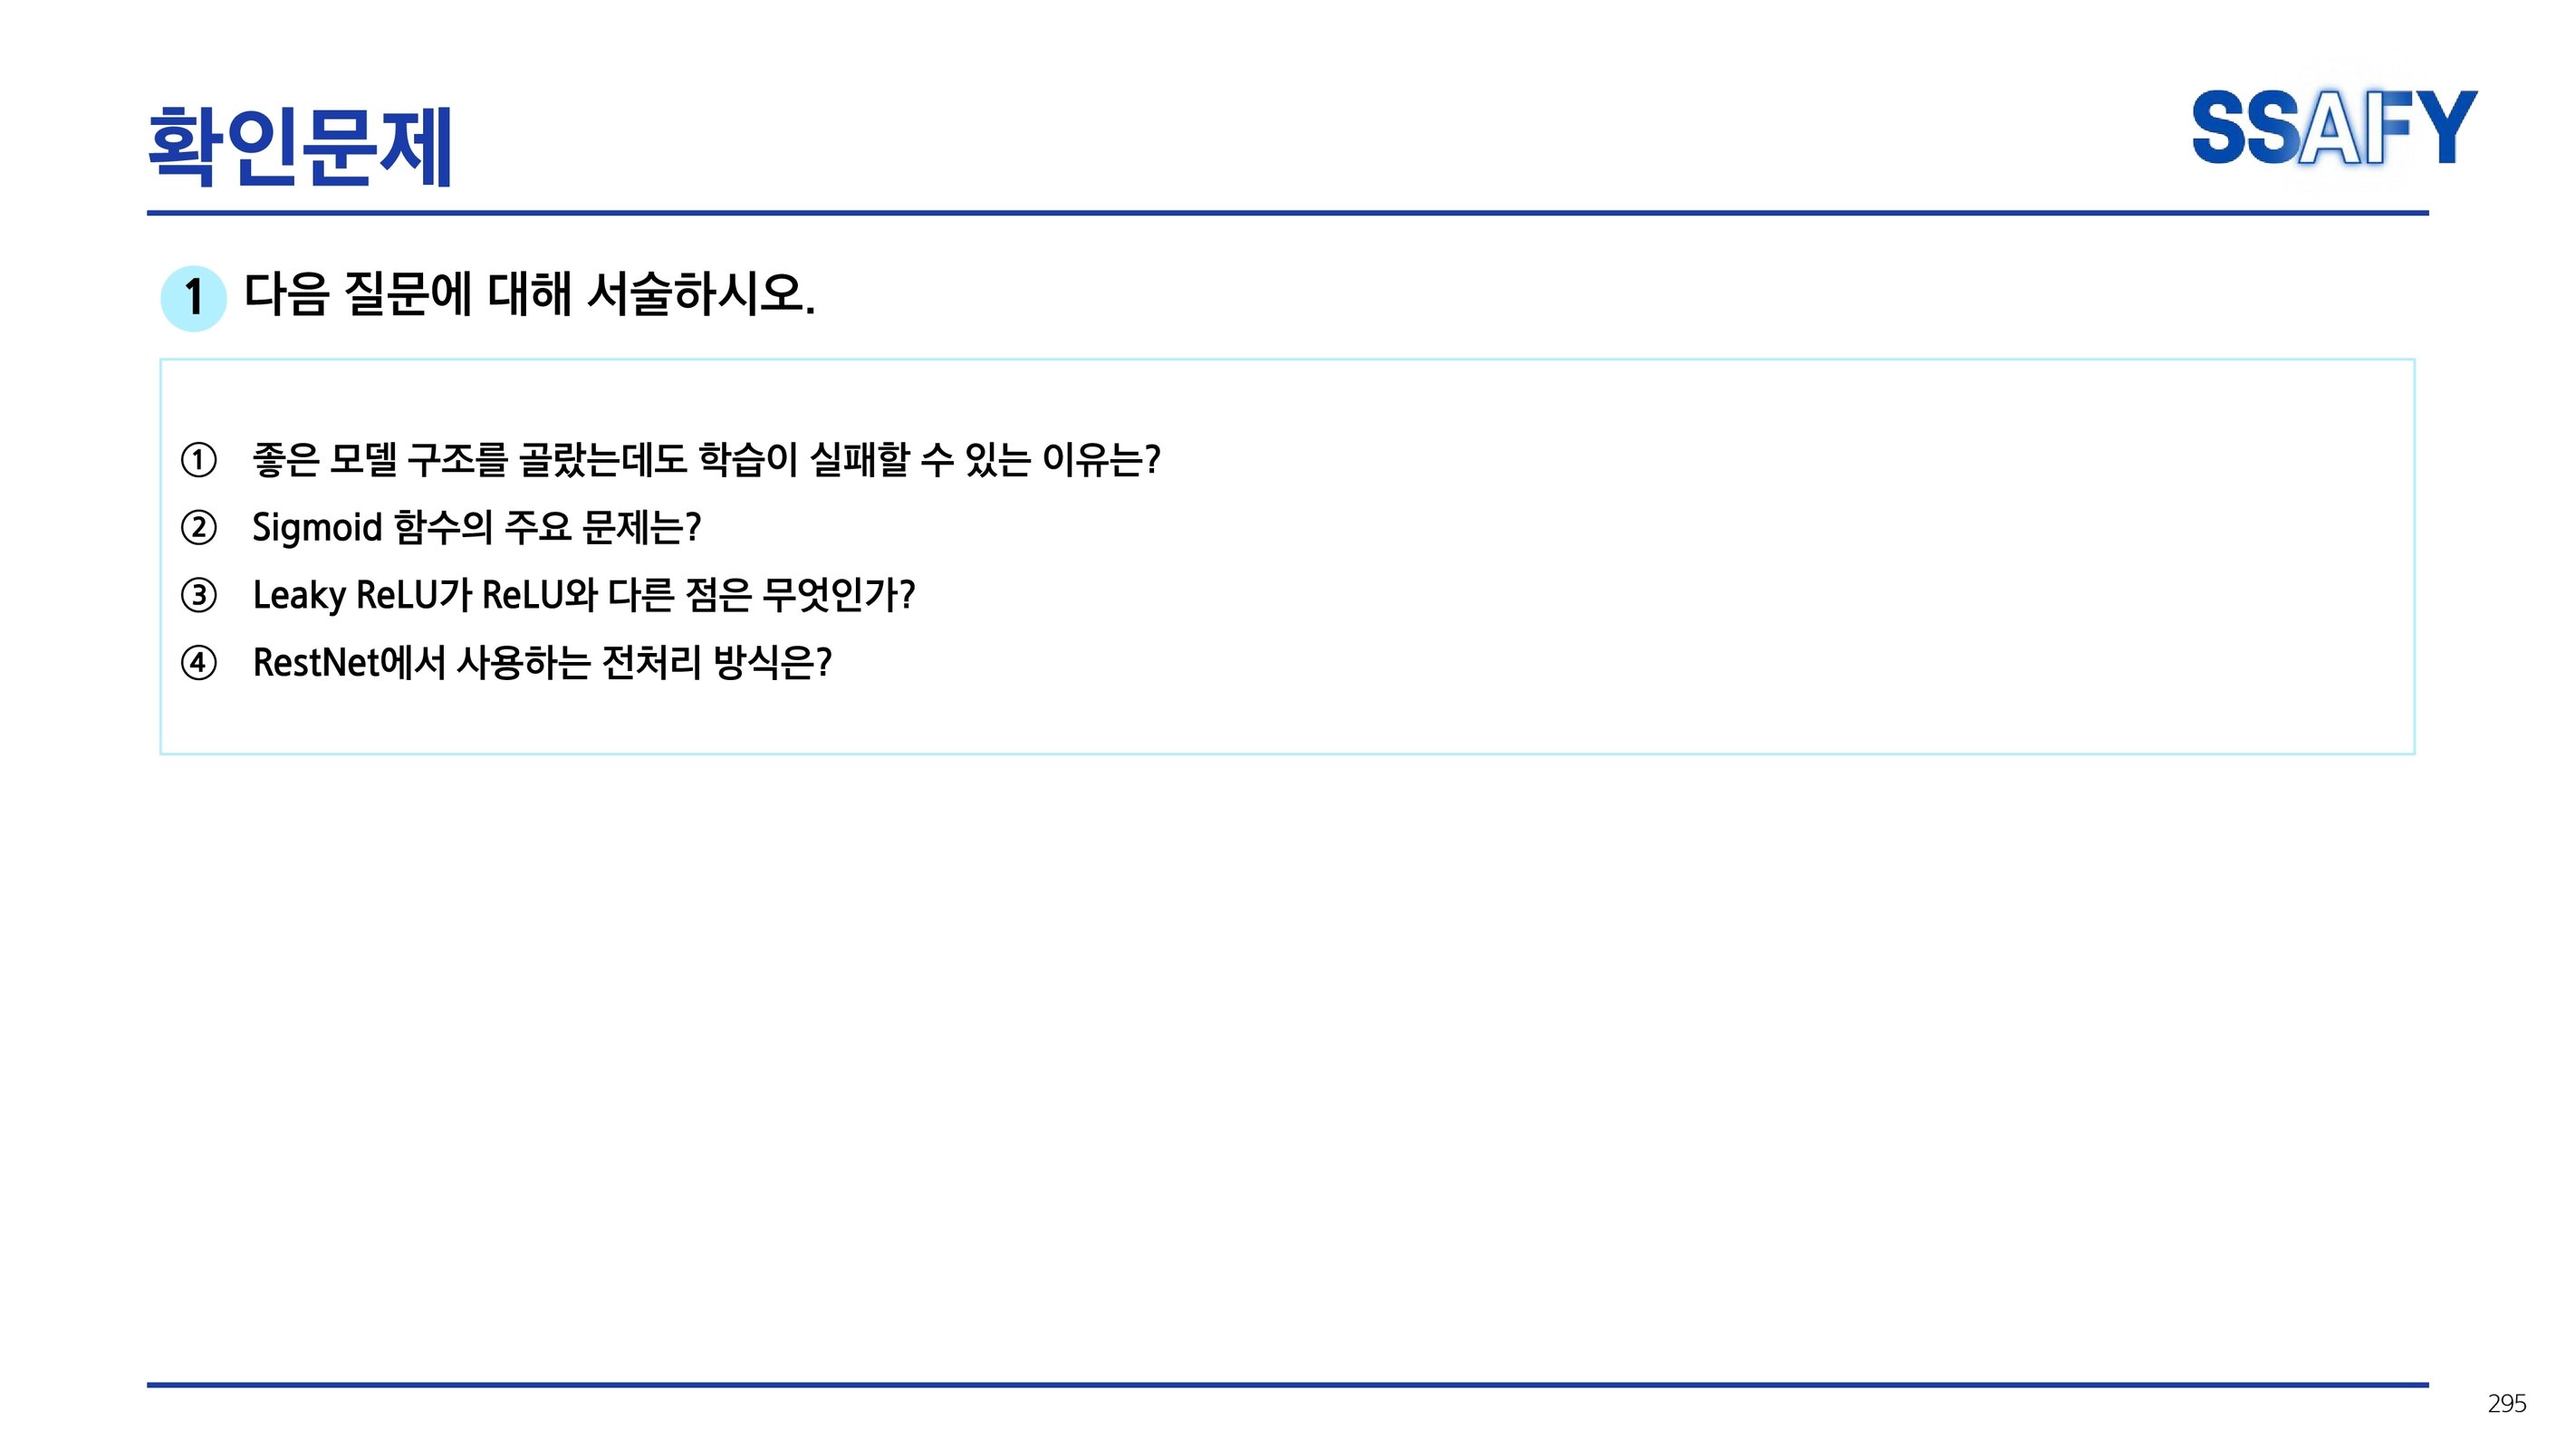 확인문제
SSAFY
1 다음 질문에 대해 서술하시오.
① 좋은 모델 구조를 골랐는데도 학습이 실패할 수 있는 이유는?
② Sigmoid 함수의 주요 문제는?
③ Leaky ReLU가 ReLU와 다른 점은 무엇인가?
④ RestNet에서 사용하는 전처리 방식은?
295